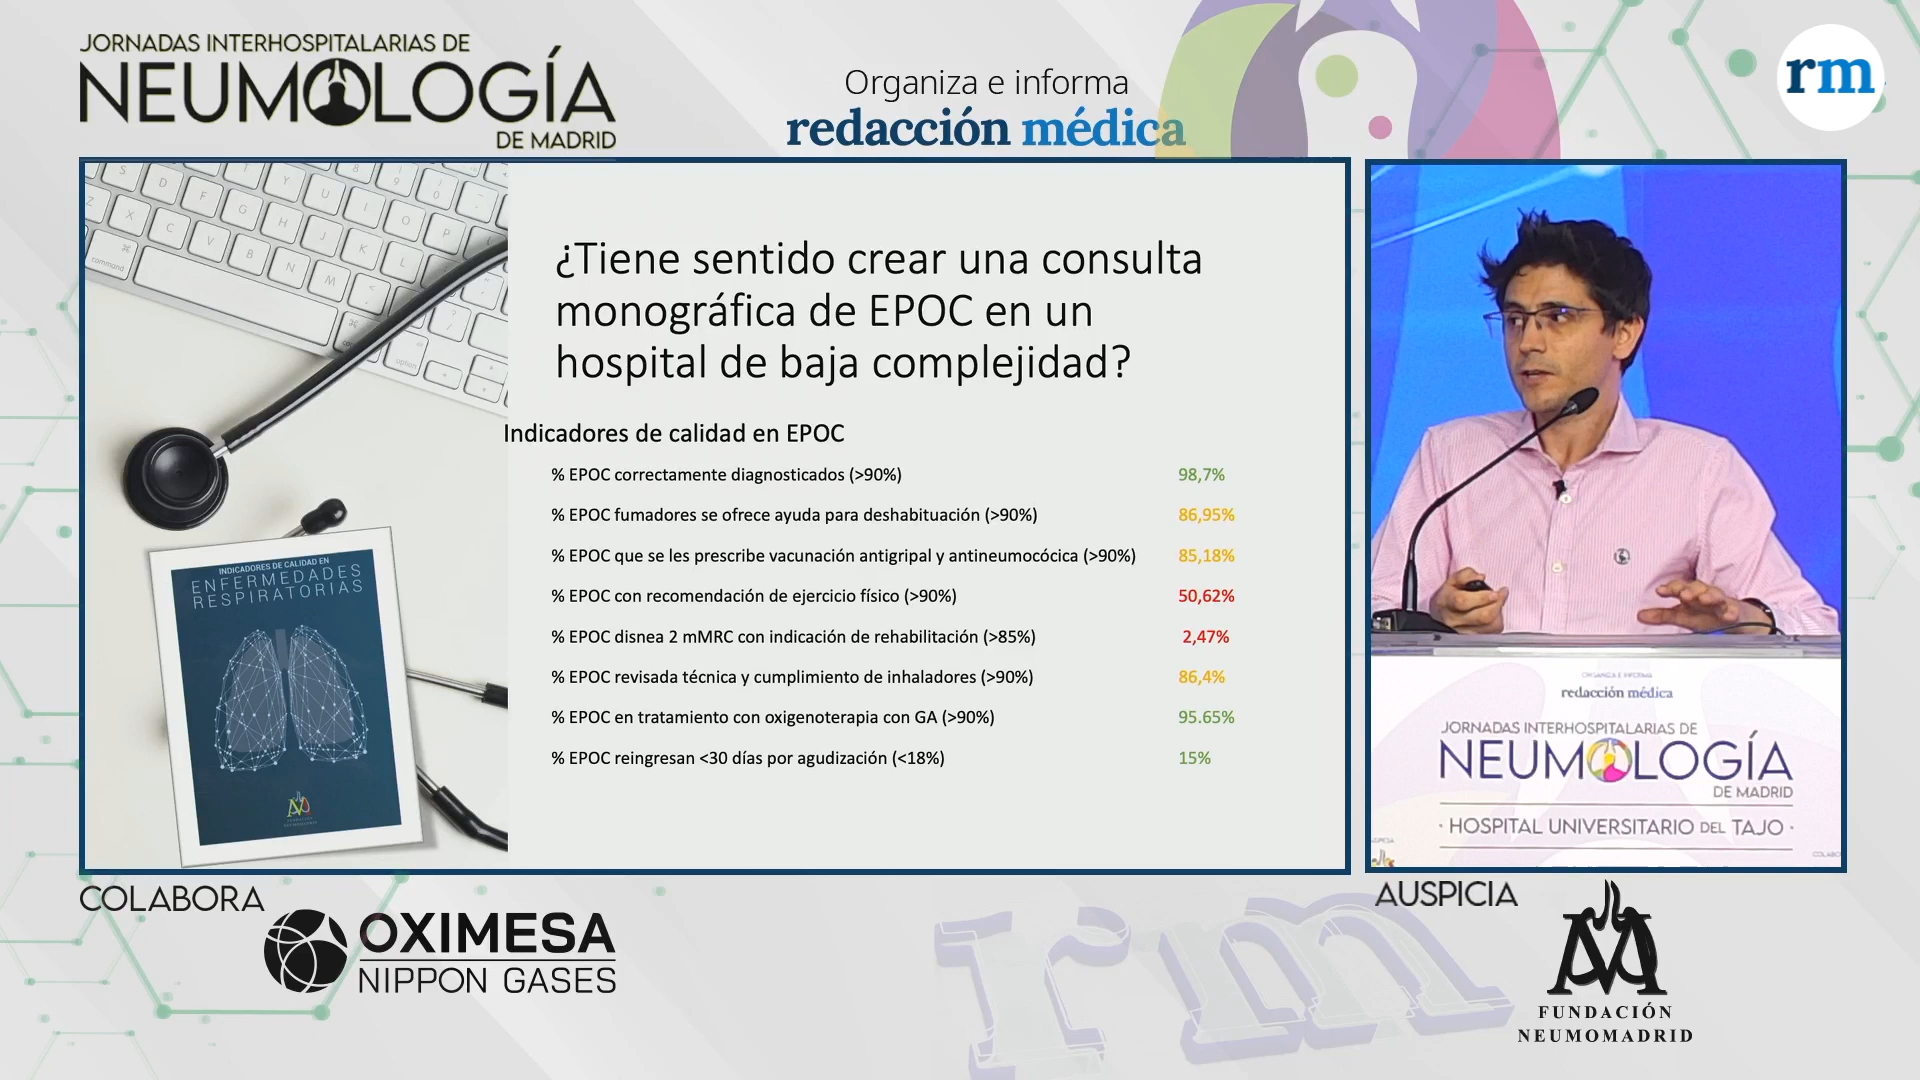 JORNADAS INTERHOSPITALARIAS DE
NEUMOLOGÍA
DE MADRID
Organiza e informa
redacción médica
rm
¿Tiene sentido crear una consulta
monográfica de EPOC en un
hospital de baja complejidad?
Indicadores de calidad en EPOC
% EPOC correctamente diagnosticados (>90%) 98,7%
% EPOC fumadores se ofrece ayuda para deshabituación (>90%) 86,95%
% EPOC que se les prescribe vacunación antigripal y antineumocócica (>90%) 85,18%
% EPOC con recomendación de ejercicio físico (>90%) 50,62%
% EPOC disnea 2 mMRC con indicación de rehabilitación (>85%) 2,47%
% EPOC revisada técnica y cumplimiento de inhaladores (>90%) 86,4%
% EPOC en tratamiento con oxigenoterapia con GA (>90%) 95.65%
% EPOC reingresan <30 días por agudización (<18%) 15%
INDICADORES DE CALIDAD EN
ENFERMEDADES
RESPIRATORIAS
command
option
ORGANIZA E INFORMA
redacción médica
JORNADAS INTERHOSPITALARIAS DE
NEUMOLOGÍA
DE MADRID
· HOSPITAL UNIVERSITARIO DEL TAJO ·
COLABORA
OXIMESA
NIPPON GASES
rm
AUSPICIA
FUNDACIÓN
NEUMOMADRID